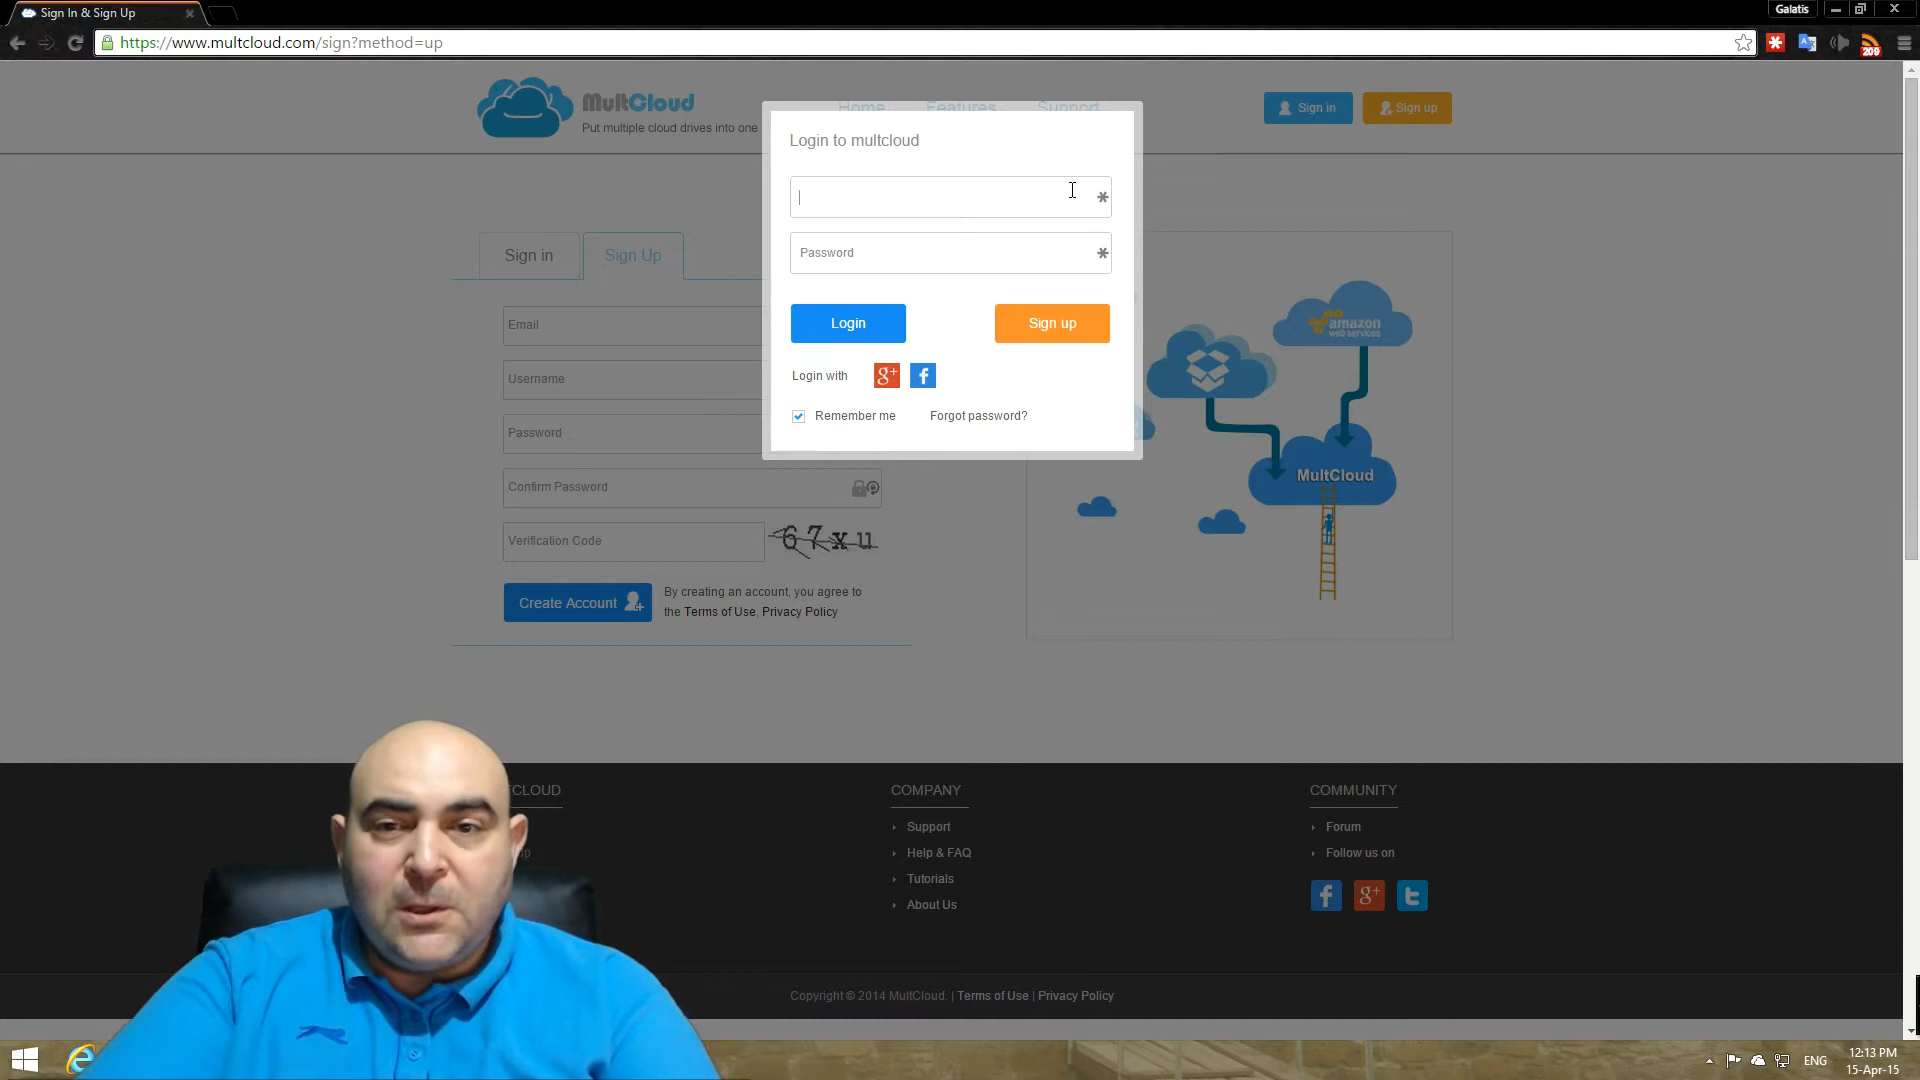 Sign In & Sign Up
Galatis
https://www.multcloud.com/sign?method=up
209
MultCloud
Put multiple cloud drives into one
Home
Features
Support
Sign in
Sign up
Login to multcloud
Password
Login
Sign up
Login with
g+
f
Remember me
Forgot password?
Sign in
Sign Up
Email
Username
Password
Confirm Password
Verification Code
67xu
Create Account
By creating an account, you agree to
the Terms of Use, Privacy Policy
amazon
web services
MultCloud
TCLOUD
COMPANY
Support
Help & FAQ
Tutorials
About Us
COMMUNITY
Forum
Follow us on
f
g+
Copyright © 2014 MultCloud. | Terms of Use | Privacy Policy
ENG
12:13 PM
15-Apr-15